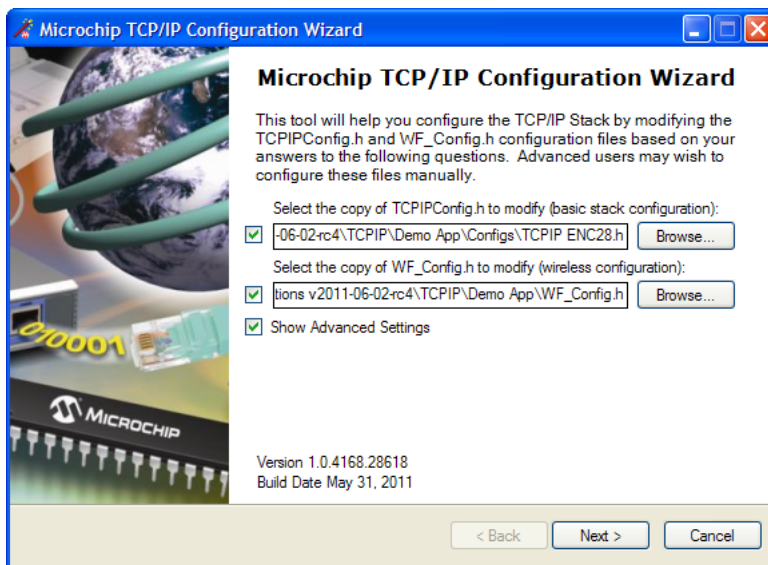 Microchip TCP/IP Configuration Wizard
Microchip TCP/IP Configuration Wizard
This tool will help you configure the TCP/IP Stack by modifying the
TCPIPConfig.h and WF_Config.h configuration files based on your
answers to the following questions.  Advanced users may wish to
configure these files manually.
Select the copy of TCPIPConfig.h to modify (basic stack configuration):
-06-02-rc4\TCPIP\Demo App\Configs\TCPIP ENC28.h Browse...
Select the copy of WF_Config.h to modify (wireless configuration):
tions v2011-06-02-rc4\TCPIP\Demo App\WF_Config.h Browse...
Show Advanced Settings
010001
MICROCHIP
Version 1.0.4168.28618
Build Date May 31, 2011
< Back Next > Cancel